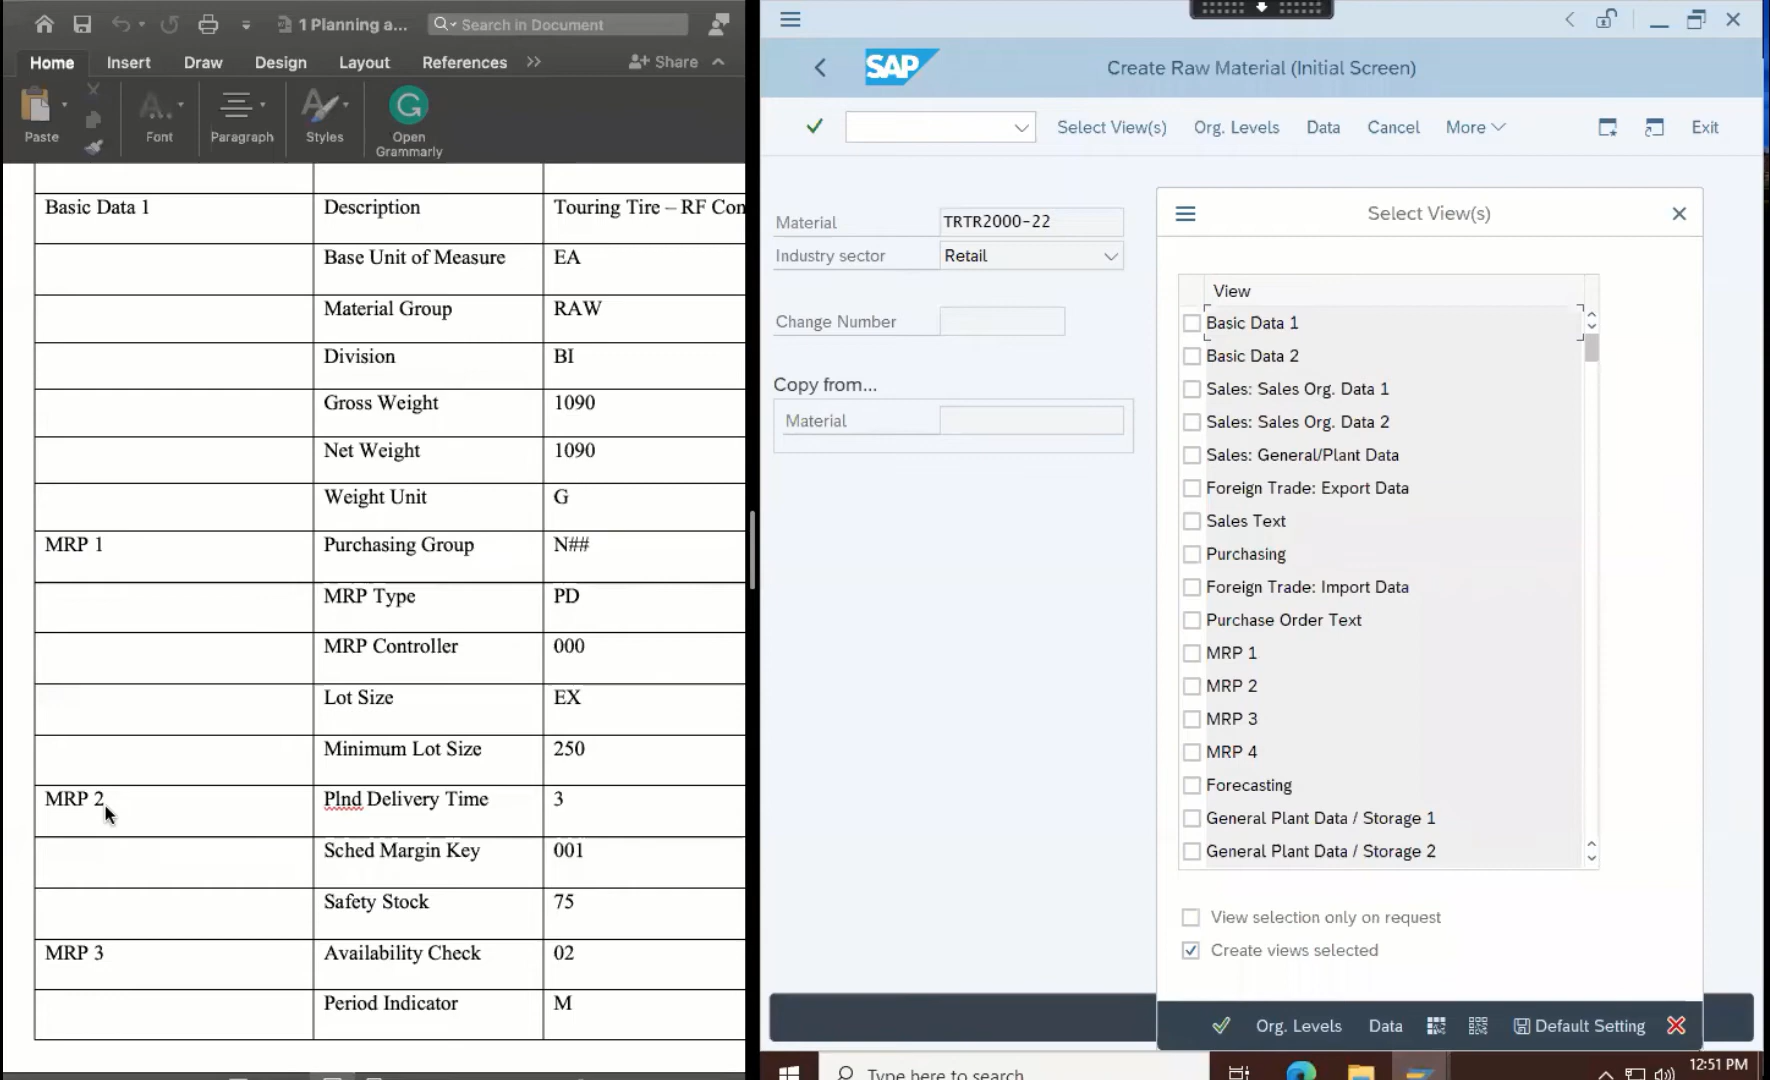 1 Planning a...
Search in Document
Home Insert Draw Design Layout References >> Share
Paste Font Paragraph Styles Open Grammarly
Basic Data 1 Description Touring Tire – RF Con
Base Unit of Measure EA
Material Group RAW
Division BI
Gross Weight 1090
Net Weight 1090
Weight Unit G
MRP 1 Purchasing Group N##
MRP Type PD
MRP Controller 000
Lot Size EX
Minimum Lot Size 250
MRP 2 Plnd Delivery Time 3
Sched Margin Key 001
Safety Stock 75
MRP 3 Availability Check 02
Period Indicator M
SAP
Create Raw Material (Initial Screen)
Select View(s) Org. Levels Data Cancel More Exit
Material TRTR2000-22
Industry sector Retail
Change Number
Copy from...
Material
Select View(s)
View
Basic Data 1
Basic Data 2
Sales: Sales Org. Data 1
Sales: Sales Org. Data 2
Sales: General/Plant Data
Foreign Trade: Export Data
Sales Text
Purchasing
Foreign Trade: Import Data
Purchase Order Text
MRP 1
MRP 2
MRP 3
MRP 4
Forecasting
General Plant Data / Storage 1
General Plant Data / Storage 2
View selection only on request
Create views selected
Org. Levels Data Default Setting
Type here to search
12:51 PM